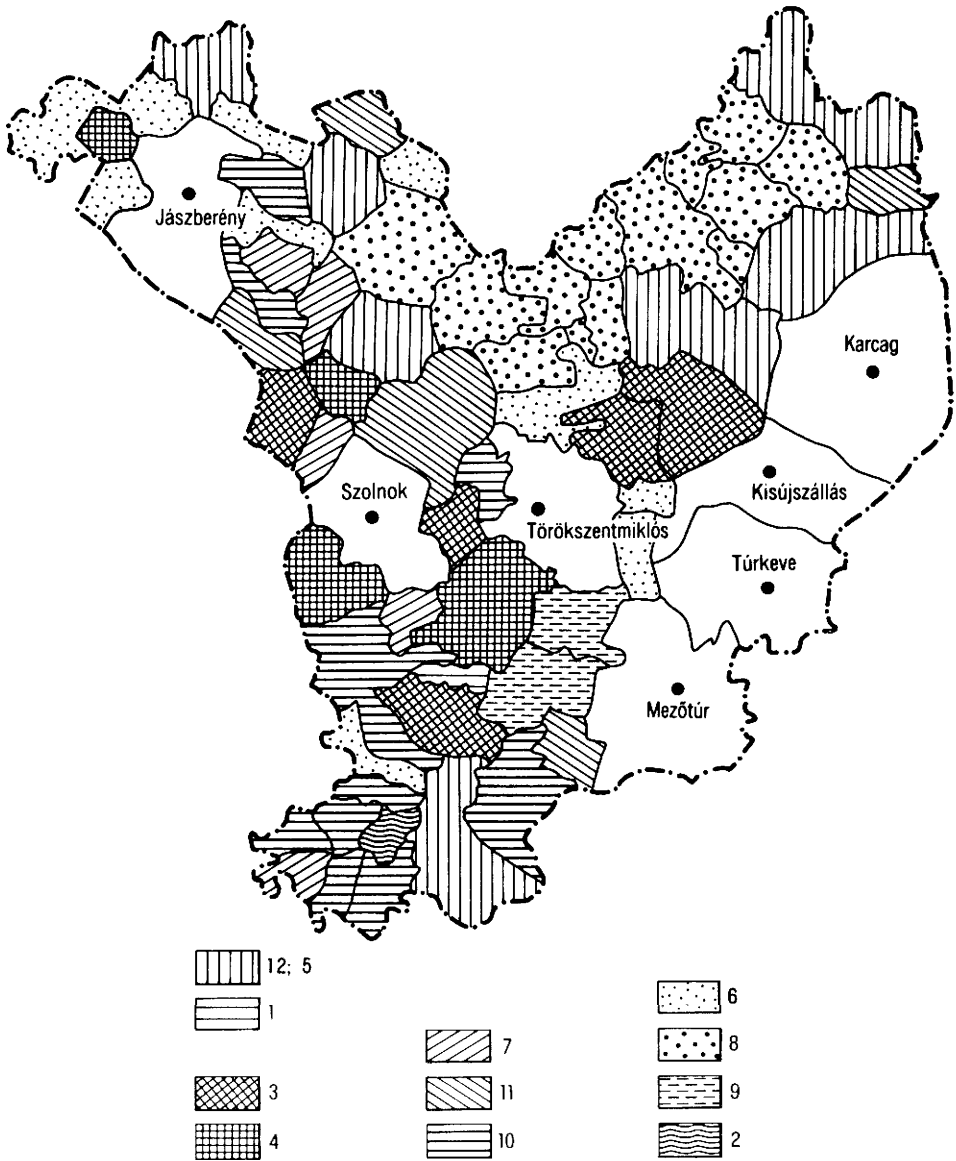 Jászberény
Karcag
Szolnok
Kisújszállás
Törökszentmiklós
Túrkeve
Mezőtúr
12; 5
1
6
7
8
3
11
9
4
10
2